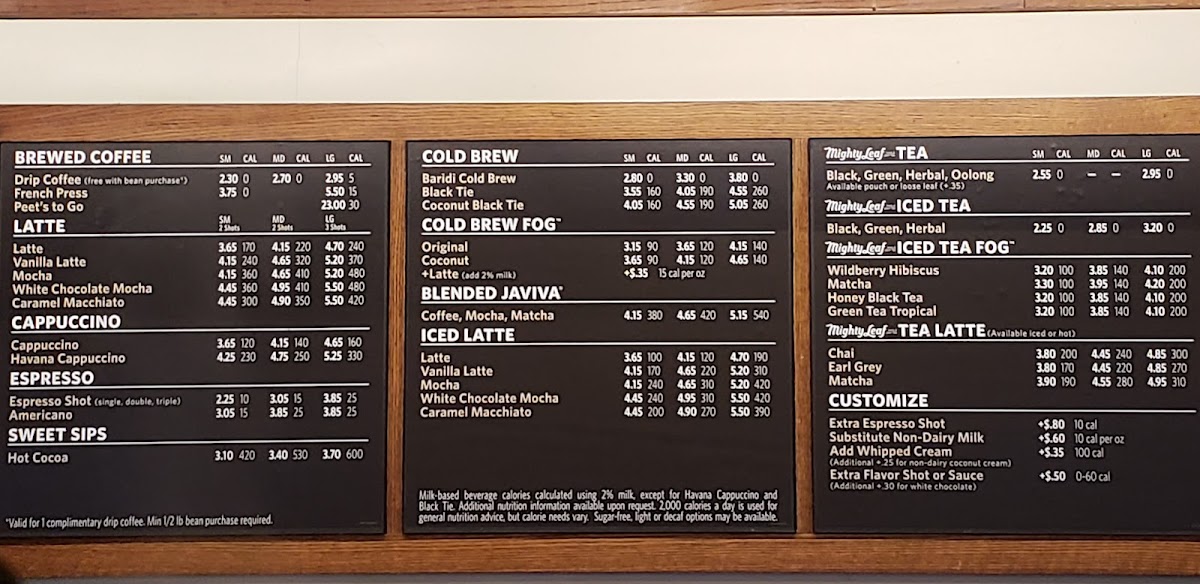 BREWED COFFEE SM CAL MD CAL LG CAL
Drip Coffee (free with bean purchase*) 2.30 0 2.70 0 2.95 5
French Press 3.75 0 5.50 15
Peet's to Go 23.00 30
LATTE SM 2 Shots MD 2 Shots LG 3 Shots
Latte 3.65 170 4.15 220 4.70 240
Vanilla Latte 4.15 240 4.65 320 5.20 370
Mocha 4.15 360 4.65 410 5.20 480
White Chocolate Mocha 4.45 360 4.95 410 5.50 480
Caramel Macchiato 4.45 300 4.90 350 5.50 420
CAPPUCCINO
Cappuccino 3.65 120 4.15 140 4.65 160
Havana Cappuccino 4.25 230 4.75 250 5.25 330
ESPRESSO
Espresso Shot (single, double, triple) 2.25 10 3.05 15 3.85 25
Americano 3.05 15 3.85 25 3.85 25
SWEET SIPS
Hot Cocoa 3.10 420 3.40 530 3.70 600
*Valid for 1 complimentary drip coffee. Min 1/2 lb bean purchase required.
COLD BREW SM CAL MD CAL LG CAL
Baridi Cold Brew 2.80 0 3.30 0 3.80 0
Black Tie 3.55 160 4.05 190 4.55 260
Coconut Black Tie 4.05 160 4.55 190 5.05 260
COLD BREW FOG™
Original 3.15 90 3.65 120 4.15 140
Coconut 3.65 90 4.15 120 4.65 140
+Latte (add 2% milk) +$.35 15 cal per oz
BLENDED JAVIVA®
Coffee, Mocha, Matcha 4.15 380 4.65 420 5.15 540
ICED LATTE
Latte 3.65 100 4.15 120 4.70 190
Vanilla Latte 4.15 170 4.65 220 5.20 310
Mocha 4.15 240 4.65 310 5.20 420
White Chocolate Mocha 4.45 240 4.95 310 5.50 420
Caramel Macchiato 4.45 200 4.90 270 5.50 390
Milk-based beverage calories calculated using 2% milk, except for Havana Cappuccino and
Black Tie. Additional nutrition information available upon request. 2,000 calories a day is used for
general nutrition advice, but calorie needs vary. Sugar-free, light or decaf options may be available.
Mighty Leaf TEA SM CAL MD CAL LG CAL
Black, Green, Herbal, Oolong 2.55 0 — — 2.95 0
Available pouch or loose leaf (+.35)
Mighty Leaf ICED TEA
Black, Green, Herbal 2.25 0 2.85 0 3.20 0
Mighty Leaf ICED TEA FOG™
Wildberry Hibiscus 3.20 100 3.85 140 4.10 200
Matcha 3.30 100 3.95 140 4.20 200
Honey Black Tea 3.20 100 3.85 140 4.10 200
Green Tea Tropical 3.20 100 3.85 140 4.10 200
Mighty Leaf TEA LATTE (Available iced or hot)
Chai 3.80 200 4.45 240 4.85 300
Earl Grey 3.80 170 4.45 220 4.85 270
Matcha 3.90 190 4.55 280 4.95 310
CUSTOMIZE
Extra Espresso Shot +$.80 10 cal
Substitute Non-Dairy Milk +$.60 10 cal per oz
Add Whipped Cream +$.35 100 cal
(Additional +.25 for non-dairy coconut cream)
Extra Flavor Shot or Sauce +$.50 0-60 cal
(Additional +.30 for white chocolate)